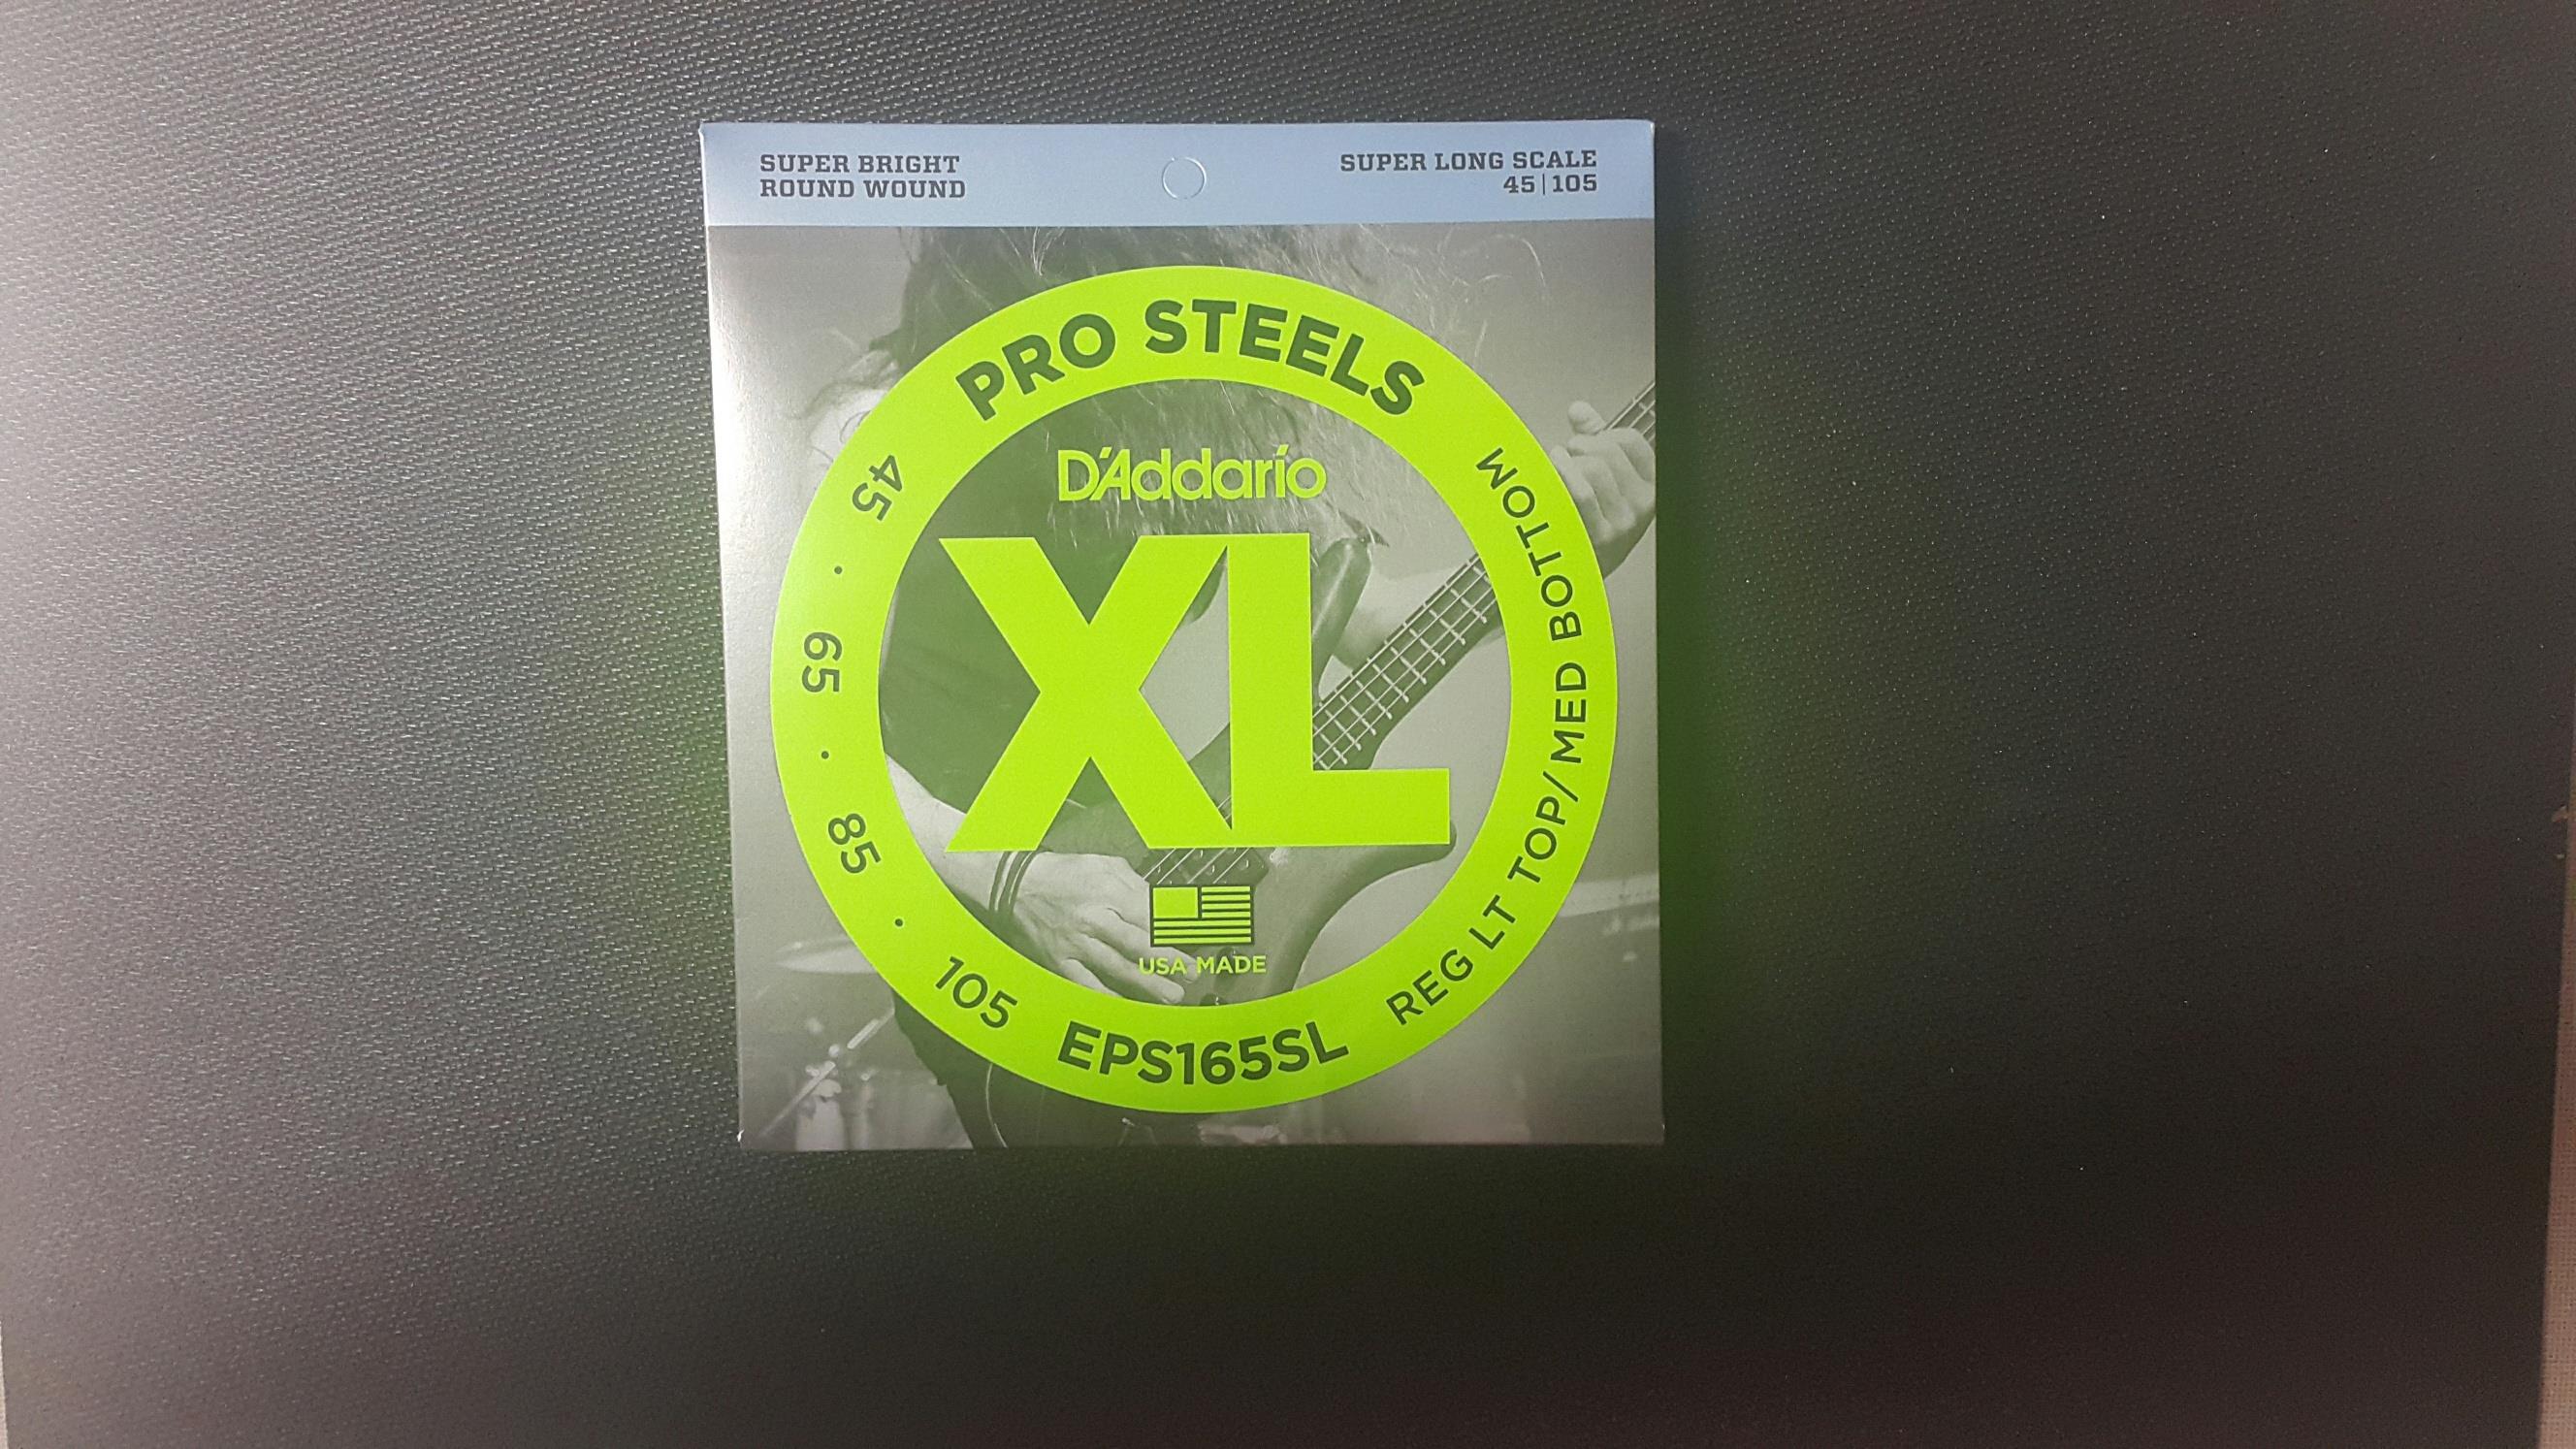 SUPER BRIGHT
ROUND WOUND
SUPER LONG SCALE
45|105
PRO STEELS
D'Addario
XL
USA MADE
45 · 65 · 85 · 105
EPS165SL
REG LT TOP/MED BOTTOM